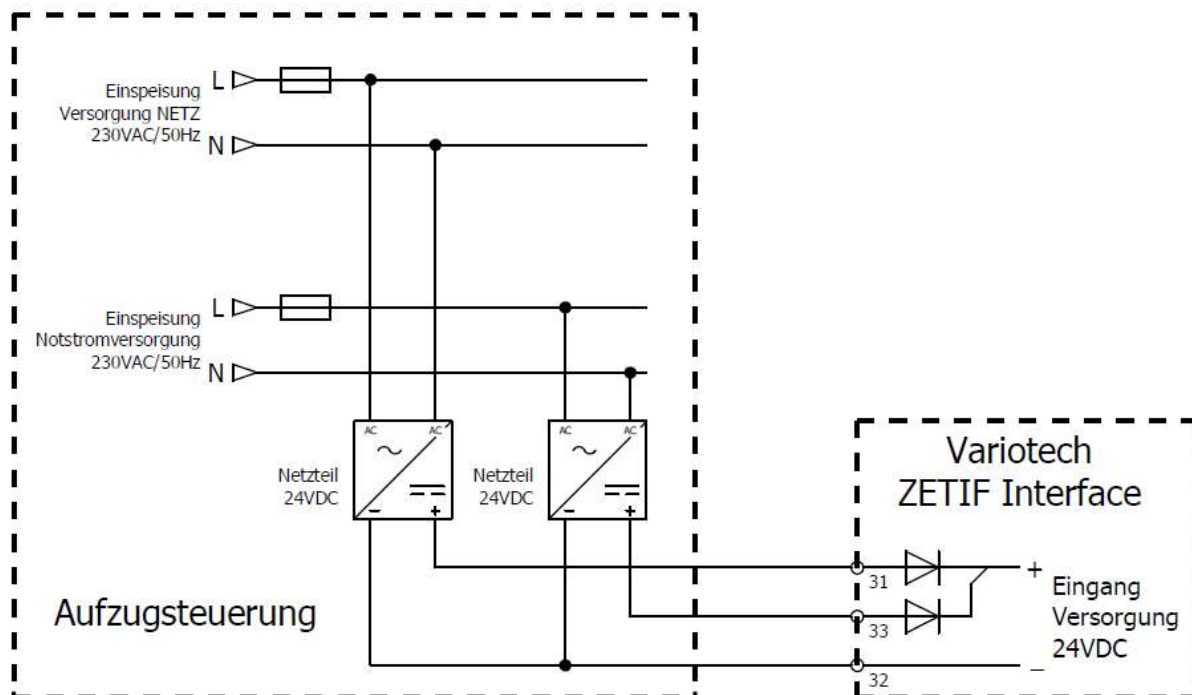 Einspeisung
Versorgung NETZ
230VAC/50Hz
L
N
Einspeisung
Notstromversorgung
230VAC/50Hz
L
N
AC AC
AC AC
Netzteil
24VDC
Netzteil
24VDC
- +
- +
Aufzugsteuerung
Variotech
ZETIF Interface
31
33
32
+
Eingang
Versorgung
24VDC
-